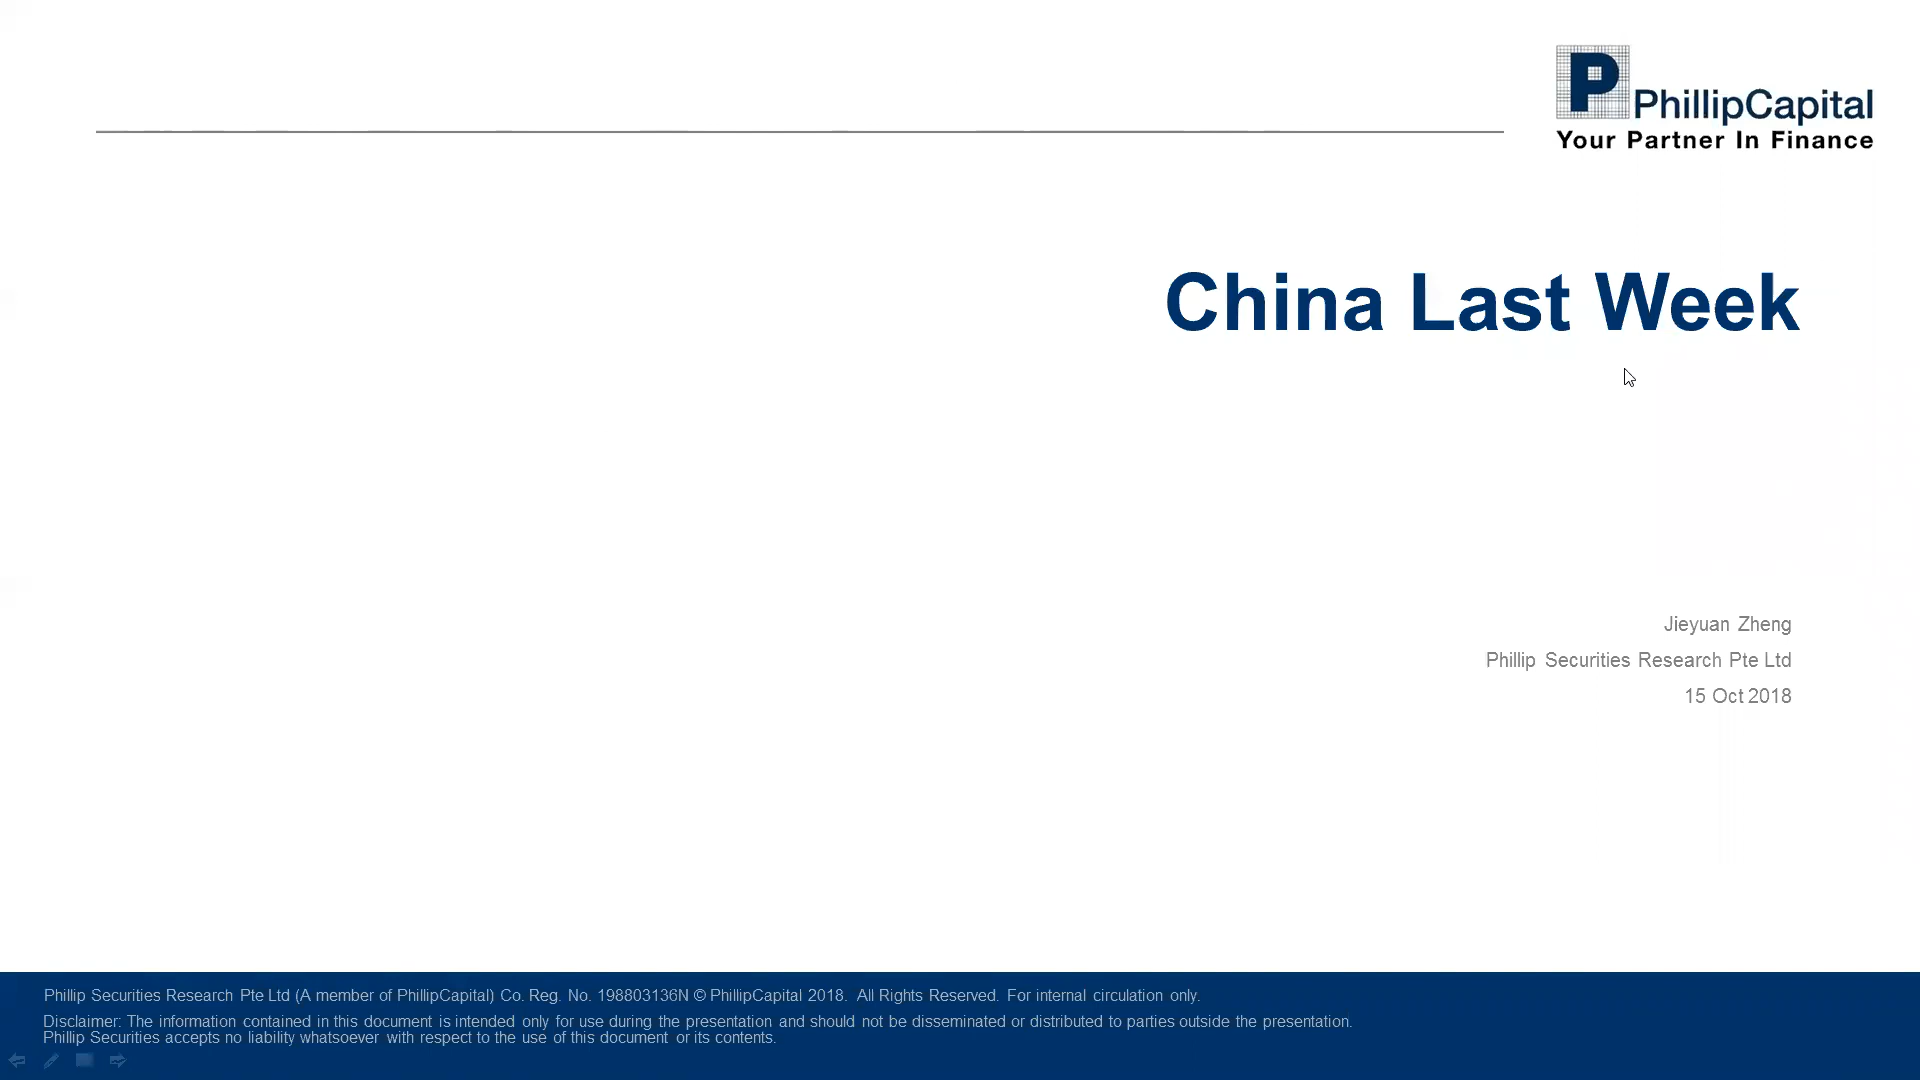 P
PhillipCapital
Your Partner In Finance
China Last Week
Jieyuan Zheng
Phillip Securities Research Pte Ltd
15 Oct 2018
Phillip Securities Research Pte Ltd (A member of PhillipCapital) Co. Reg. No. 198803136N © PhillipCapital 2018. All Rights Reserved. For internal circulation only.
Disclaimer: The information contained in this document is intended only for use during the presentation and should not be disseminated or distributed to parties outside the presentation.
Phillip Securities accepts no liability whatsoever with respect to the use of this document or its contents.